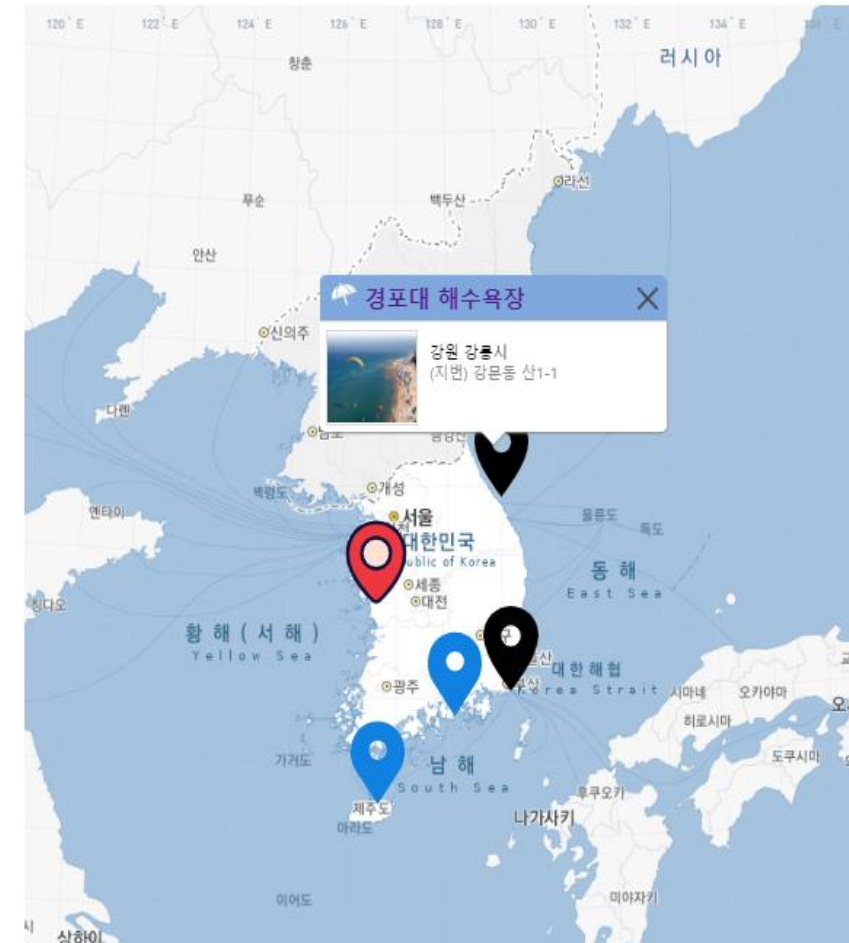 120° E
122° E
124° E
126° E
128° E
130° E
132° E
134° E
러시아
창춘
라선
백두산
푸순
안산
경포대 해수욕장
강원 강릉시
(지번) 강문동 산1-1
신의주
다롄
개성
백령도
서울
옌타이
울릉도
독도
대한민국
동해
East Sea
세종
대전
칭다오
황해(서해)
Yellow Sea
대한해협
광주
시마네
오카야마
히로시마
가거도
남해
South Sea
도쿠시마
후쿠오카
제주도
나가사키
마라도
이어도
미야자키
상하이